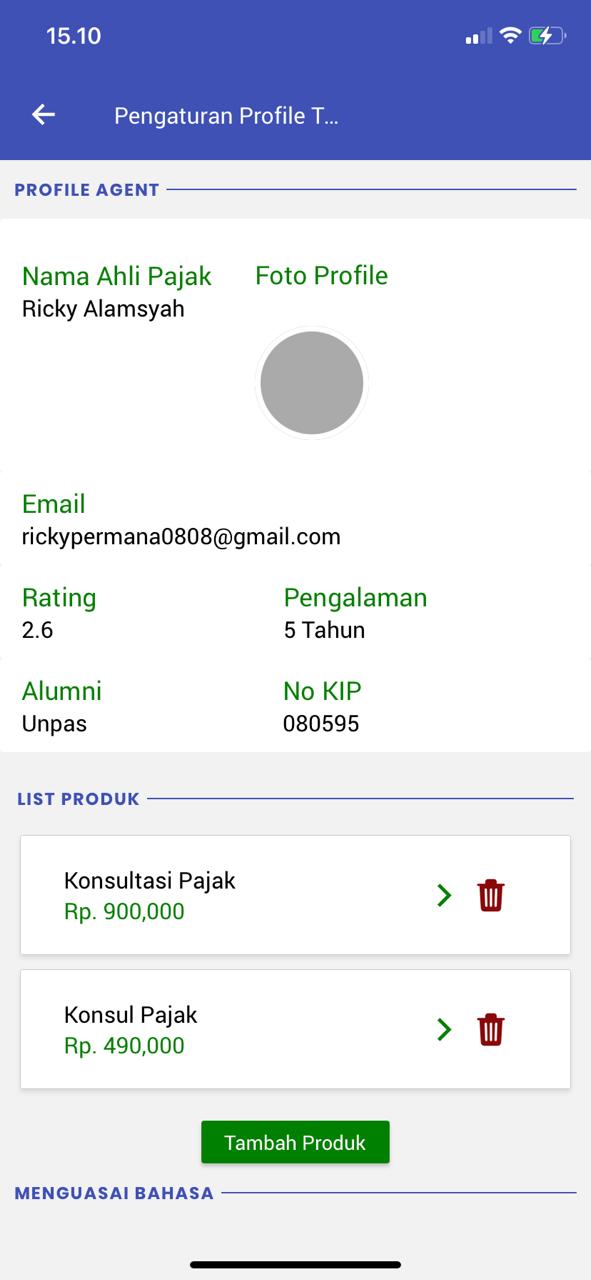 15.10
Pengaturan Profile T...
PROFILE AGENT
Nama Ahli Pajak
Ricky Alamsyah
Foto Profile
Email
rickypermana0808@gmail.com
Rating
2.6
Pengalaman
5 Tahun
Alumni
Unpas
No KIP
080595
LIST PRODUK
Konsultasi Pajak
Rp. 900,000
Konsul Pajak
Rp. 490,000
Tambah Produk
MENGUASAI BAHASA